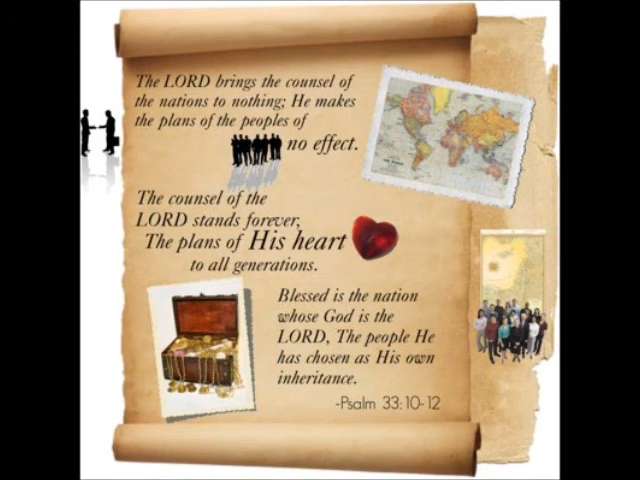 The LORD brings the counsel of
the nations to nothing; He makes
the plans of the peoples of
no effect.
The counsel of the
LORD stands forever,
The plans of His heart
to all generations.
Blessed is the nation
whose God is the
LORD, The people He
has chosen as His own
inheritance.
-Psalm 33:10-12